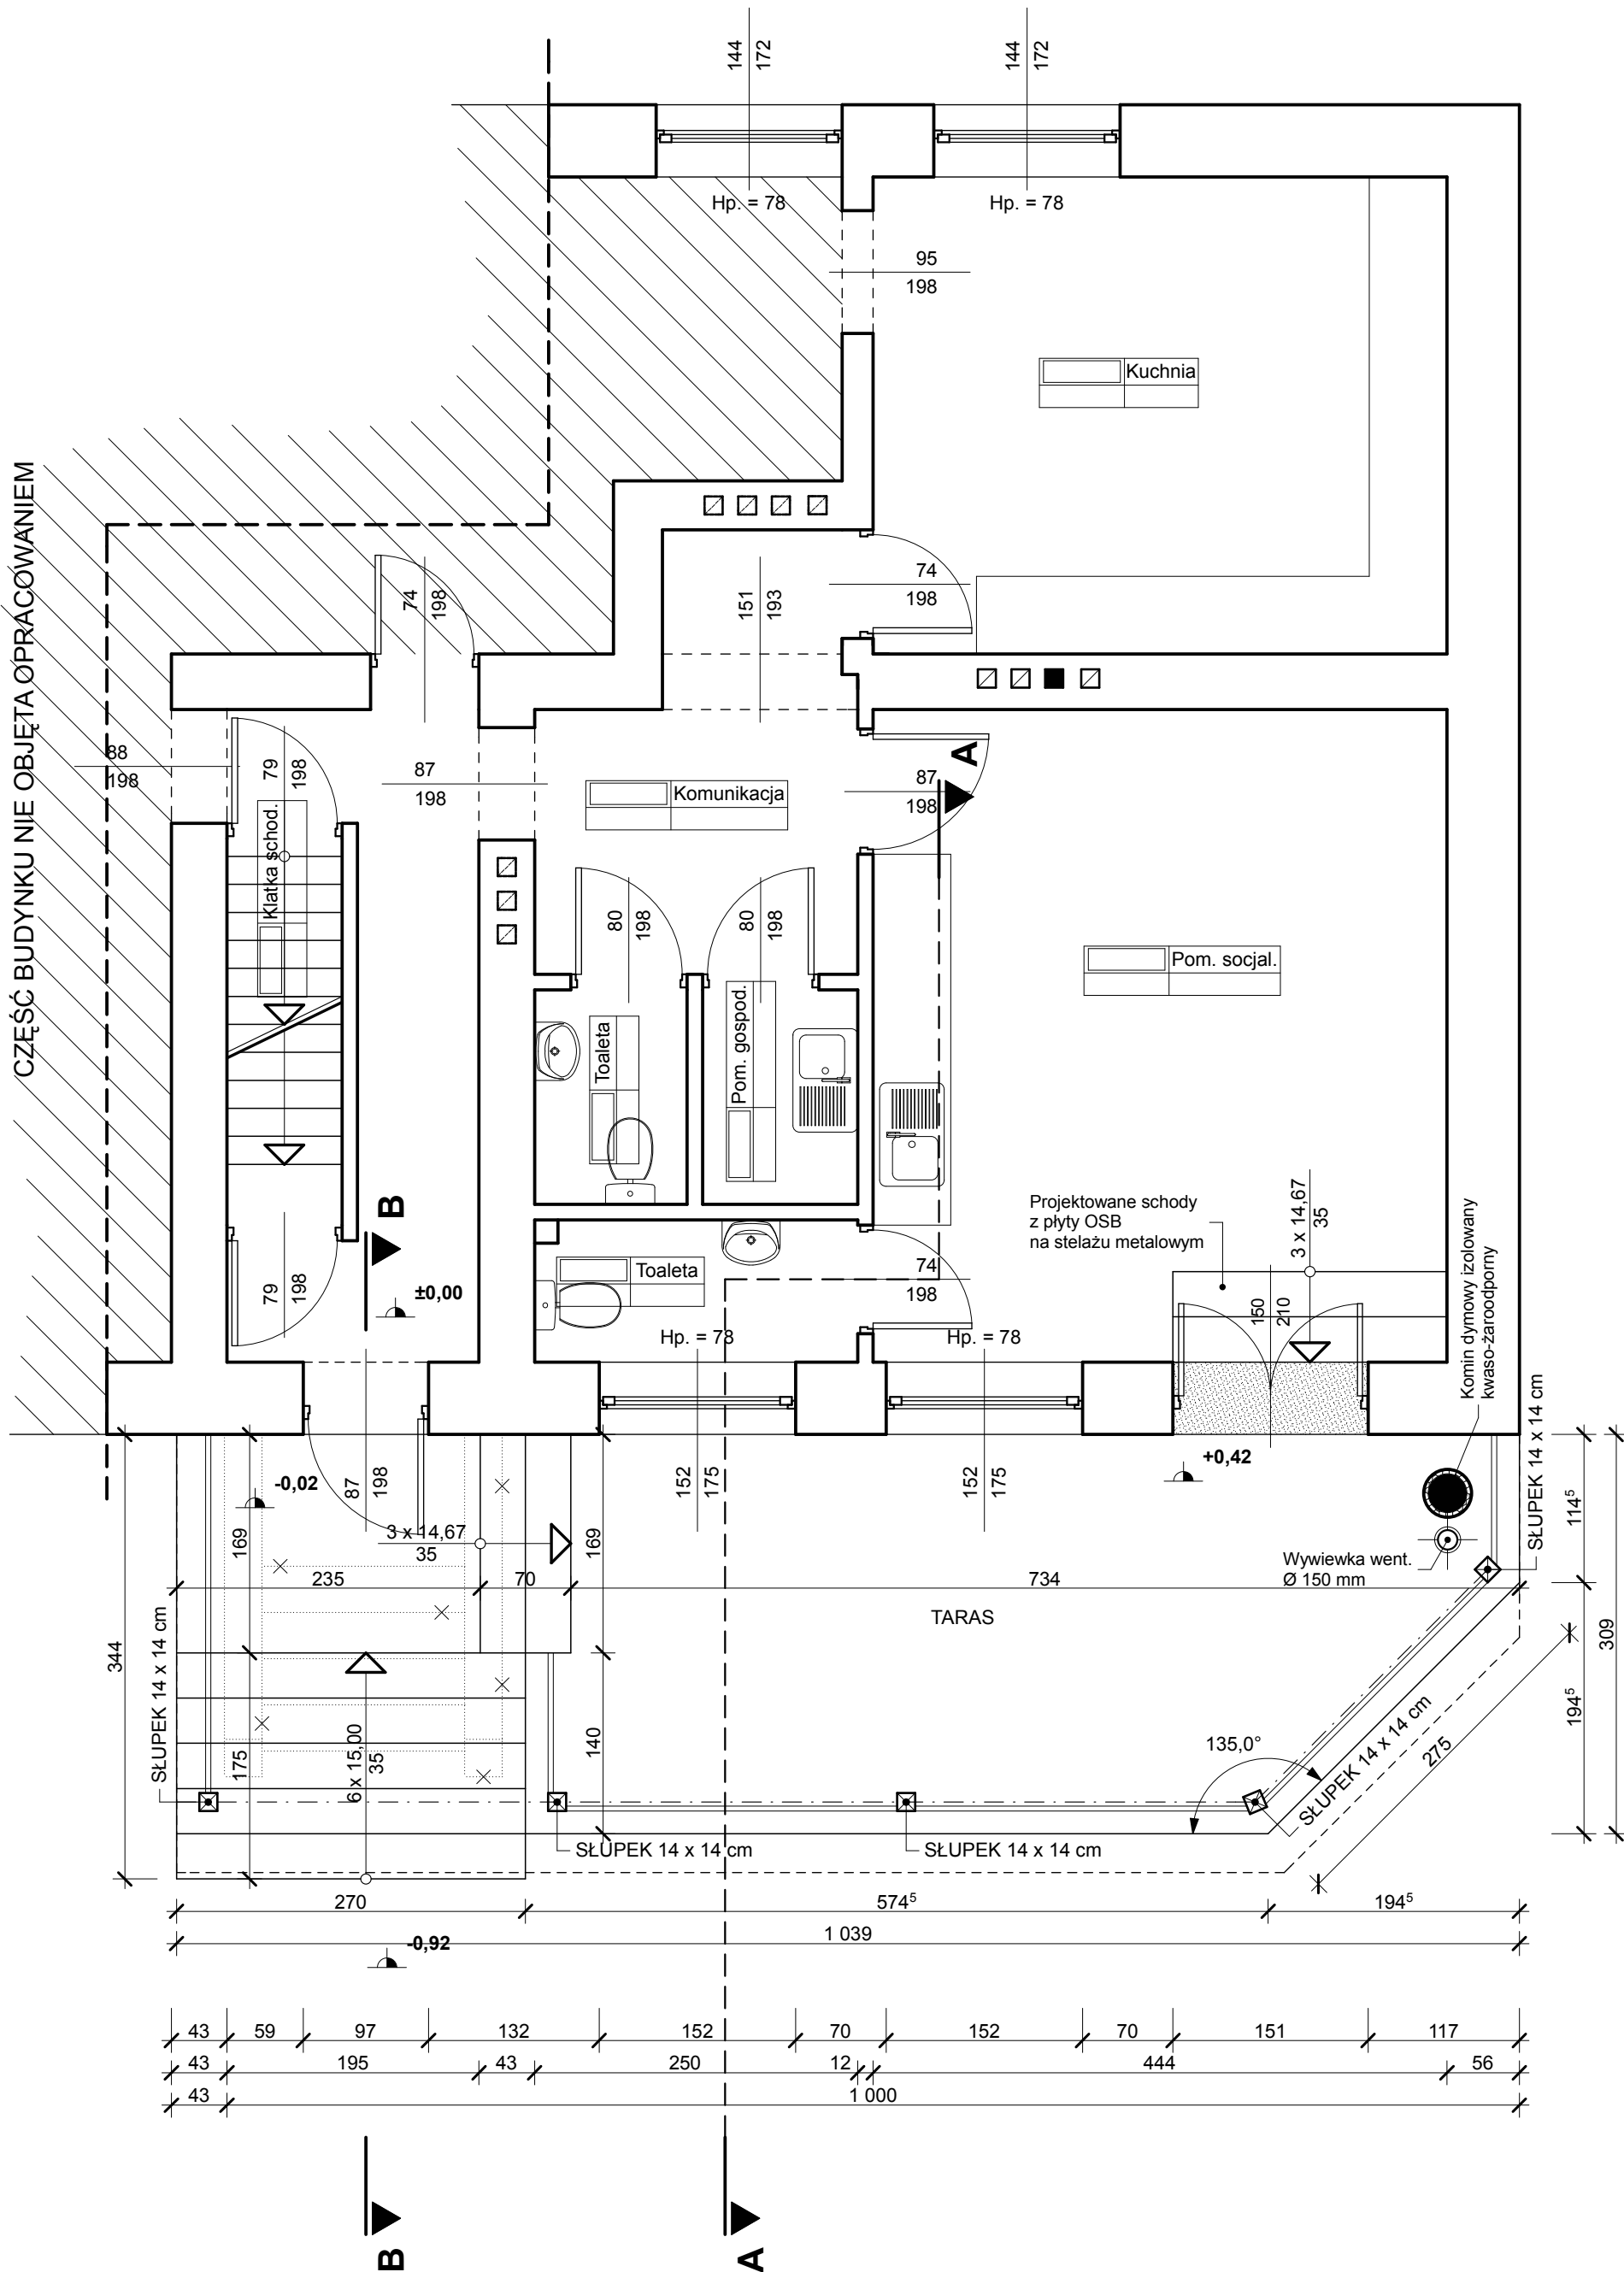 144
172
144
172
Hp. = 78
Hp. = 78
95
198
Kuchnia
CZĘŚĆ BUDYNKU NIE OBJĘTA OPRACOWANIEM
74
198
151
193
74
198
88
198
79
198
87
198
Komunikacja
87
198
A
Klatka schod.
80
198
80
198
Pom. socjal.
Toaleta
Pom. gospod.
B
Projektowane schody
z płyty OSB
na stelażu metalowym
3 x 14,67
35
Komin dymowy izolowany
kwaso-żaroodporny
79
198
±0,00
Toaleta
74
198
150
210
Hp. = 78
Hp. = 78
SŁUPEK 14 x 14 cm
-0,02
87
198
152
175
152
175
+0,42
114⁵
3 x 14,67
35
169
169
Wywiewka went.
Ø 150 mm
235
70
734
TARAS
SŁUPEK 14 x 14 cm
344
309
175
6 x 15,00
35
140
135,0°
SŁUPEK 14 x 14 cm
275
194⁵
SŁUPEK 14 x 14 cm
SŁUPEK 14 x 14 cm
270
574⁵
194⁵
1 039
-0,92
43
59
97
132
152
70
152
70
151
117
43
195
43
250
12
444
56
43
1 000
B
A